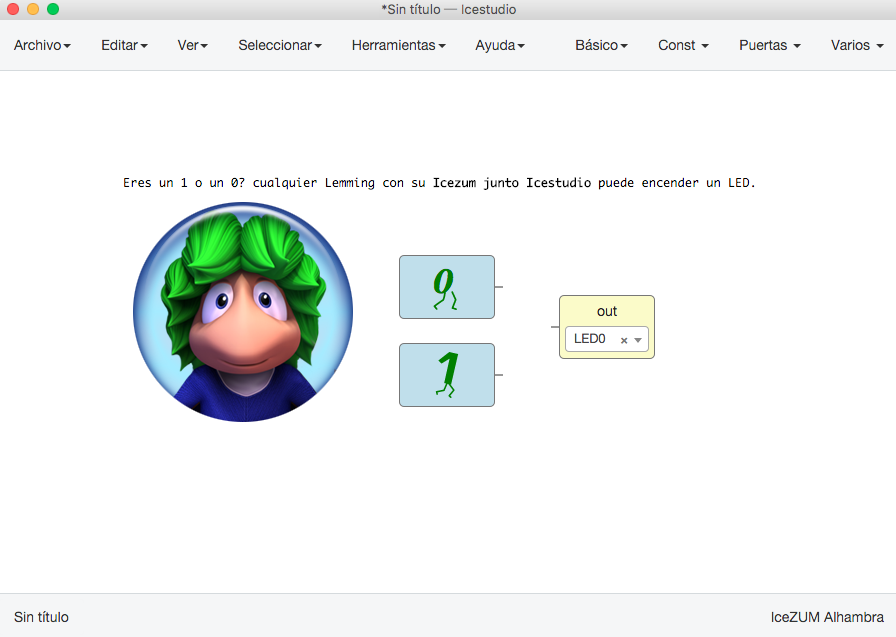 *Sin título — Icestudio
Archivo Editar Ver Seleccionar Herramientas Ayuda Básico Const Puertas Varios
Eres un 1 o un 0? cualquier Lemming con su Icezum junto Icestudio puede encender un LED.
0
out
LED0 ×
1
Sin título IceZUM Alhambra